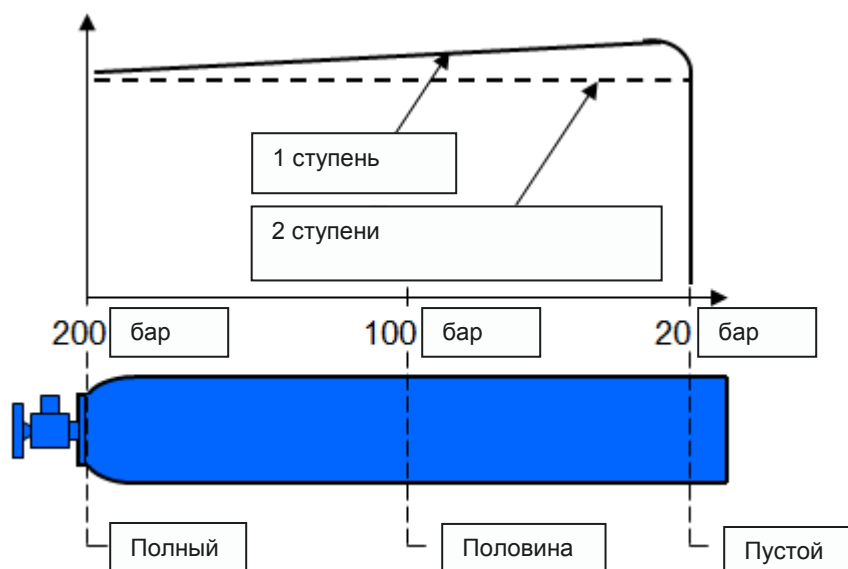 1 ступень
2 ступени
200 бар
100 бар
20 бар
Полный
Половина
Пустой